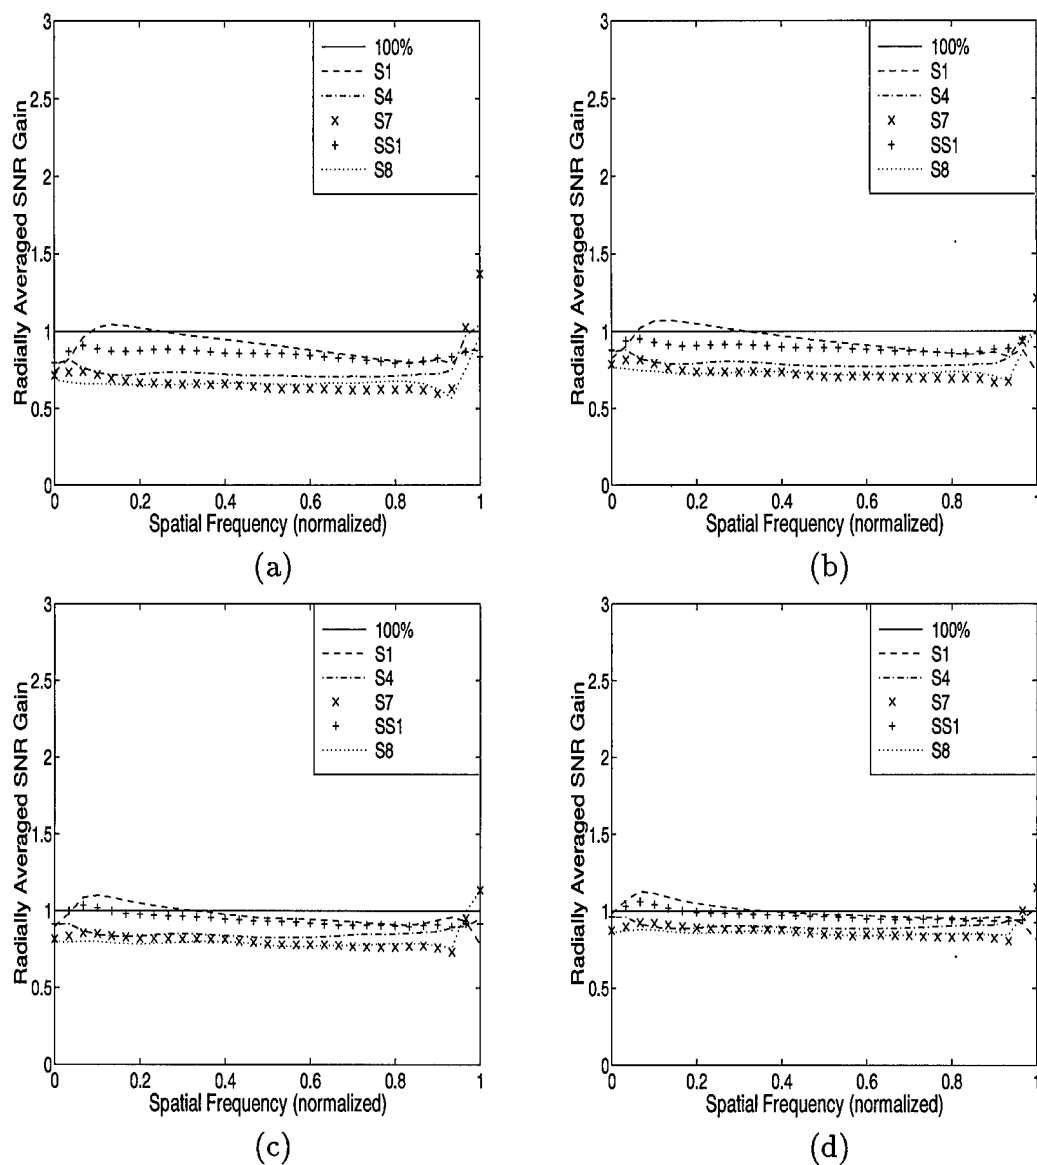 3
2.5
2
1.5
1
0.5
0
Radially Averaged SNR Gain
100%
S1
S4
S7
SS1
S8
0 0.2 0.4 0.6 0.8 1
Spatial Frequency (normalized)
(a)
3
2.5
2
1.5
1
0.5
0
Radially Averaged SNR Gain
100%
S1
S4
S7
SS1
S8
0 0.2 0.4 0.6 0.8 1
Spatial Frequency (normalized)
(b)
3
2.5
2
1.5
1
0.5
0
Radially Averaged SNR Gain
100%
S1
S4
S7
SS1
S8
0 0.2 0.4 0.6 0.8 1
Spatial Frequency (normalized)
(c)
3
2.5
2
1.5
1
0.5
0
Radially Averaged SNR Gain
100%
S1
S4
S7
SS1
S8
0 0.2 0.4 0.6 0.8 1
Spatial Frequency (normalized)
(d)